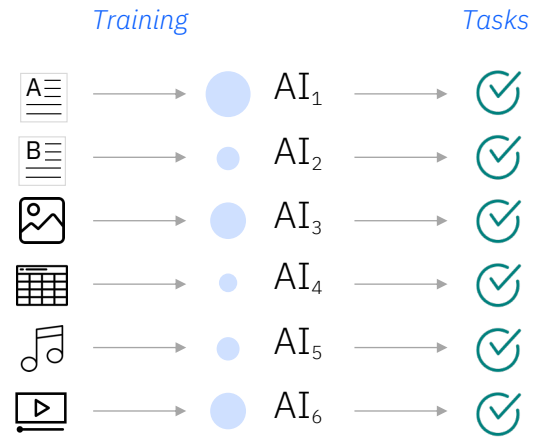 Training Tasks
A AI₁
B AI₂
AI₃
AI₄
AI₅
AI₆